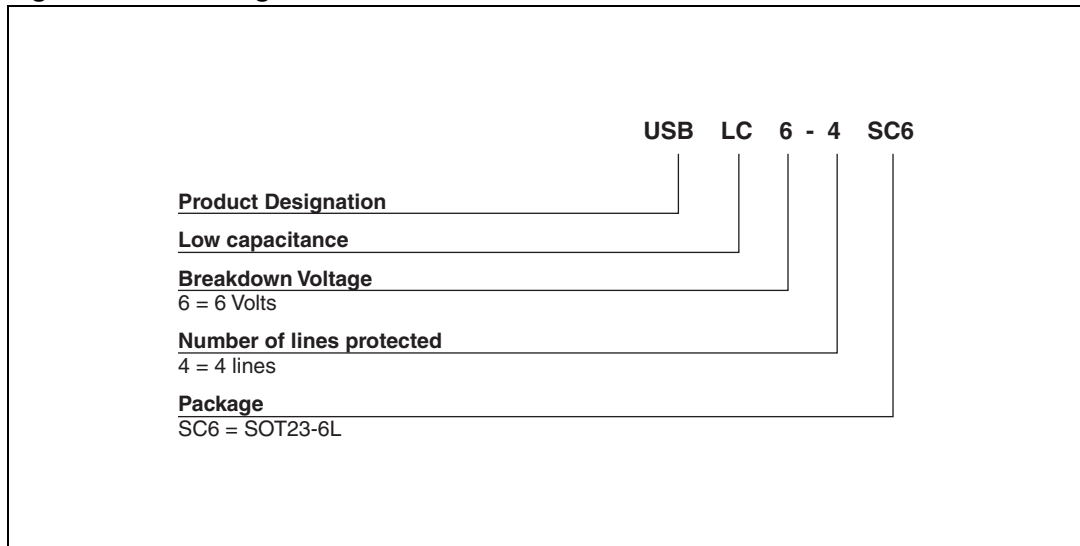 USB LC 6 - 4 SC6
Product Designation
Low capacitance
Breakdown Voltage
6 = 6 Volts
Number of lines protected
4 = 4 lines
Package
SC6 = SOT23-6L